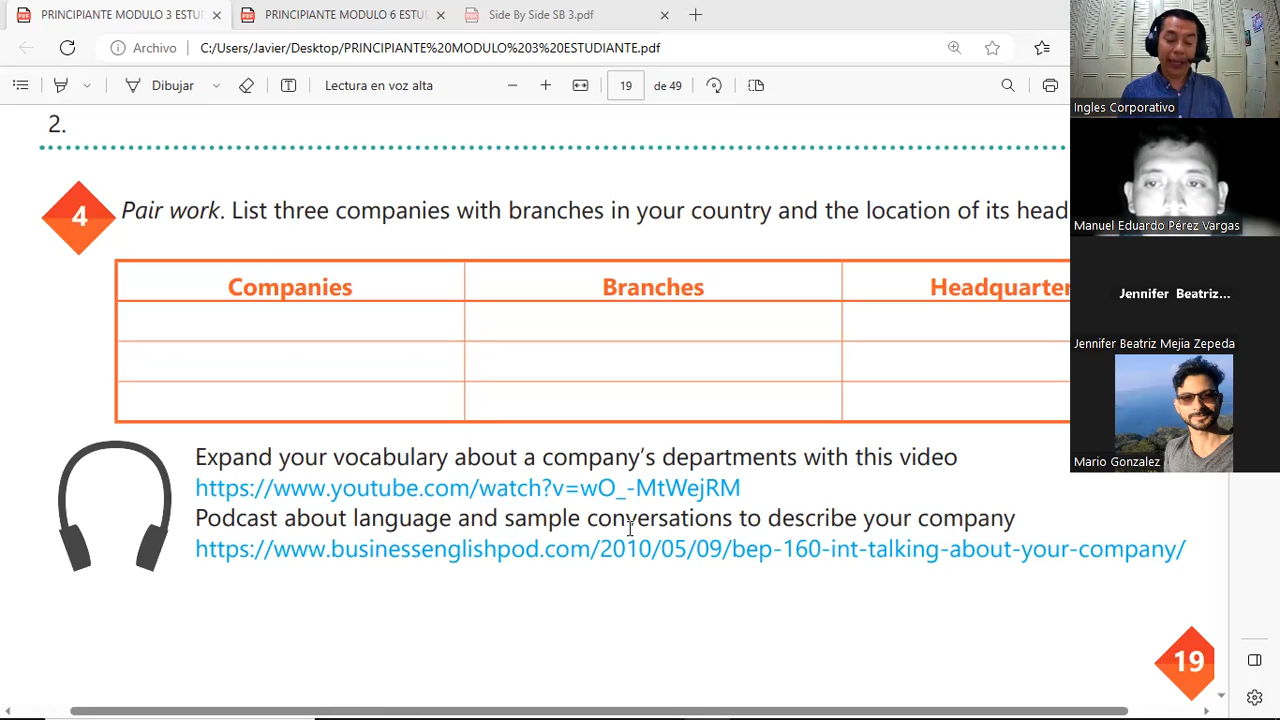 PRINCIPIANTE MODULO 3 ESTU
PRINCIPIANTE MODULO 6 ESTU
Side By Side SB 3.pdf
Archivo
C:/Users/Javier/Desktop/PRINCIPIANTE%20MODULO%203%20ESTUDIANTE.pdf
Dibujar
Lectura en voz alta
19
de 49
2.
4
Pair work. List three companies with branches in your country and the location of its head
Companies
Branches
Headquarter
Expand your vocabulary about a company's departments with this video
https://www.youtube.com/watch?v=wO_-MtWejRM
Podcast about language and sample conversations to describe your company
https://www.businessenglishpod.com/2010/05/09/bep-160-int-talking-about-your-company/
19
Ingles Corporativo
Manuel Eduardo Pérez Vargas
Jennifer Beatriz...
Jennifer Beatriz Mejia Zepeda
Mario Gonzalez